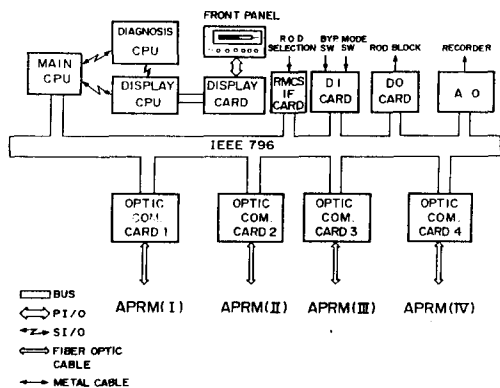 FRONT PANEL
DIAGNOSIS
CPU
MAIN
CPU
DISPLAY
CPU
DISPLAY
CARD
ROD
SELECTION
BYP MODE
SW SW
ROD BLOCK
RECORDER
RMCS
IF
CARD
DI
CARD
DO
CARD
AO
IEEE 796
OPTIC
COM.
CARD 1
OPTIC
COM.
CARD 2
OPTIC
COM.
CARD 3
OPTIC
COM.
CARD 4
APRM(I)
APRM(II)
APRM(III)
APRM(IV)
BUS
PI/O
SI/O
FIBER OPTIC
CABLE
METAL CABLE